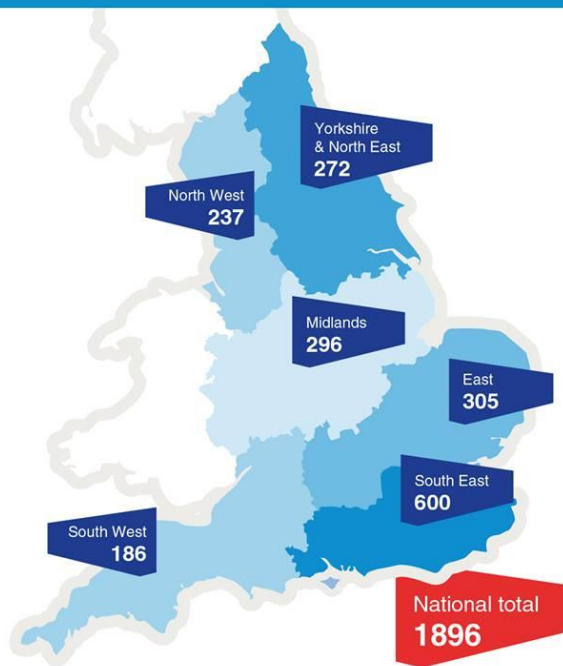 Yorkshire
& North East
272
North West
237
Midlands
296
East
305
South East
600
South West
186
National total
1896